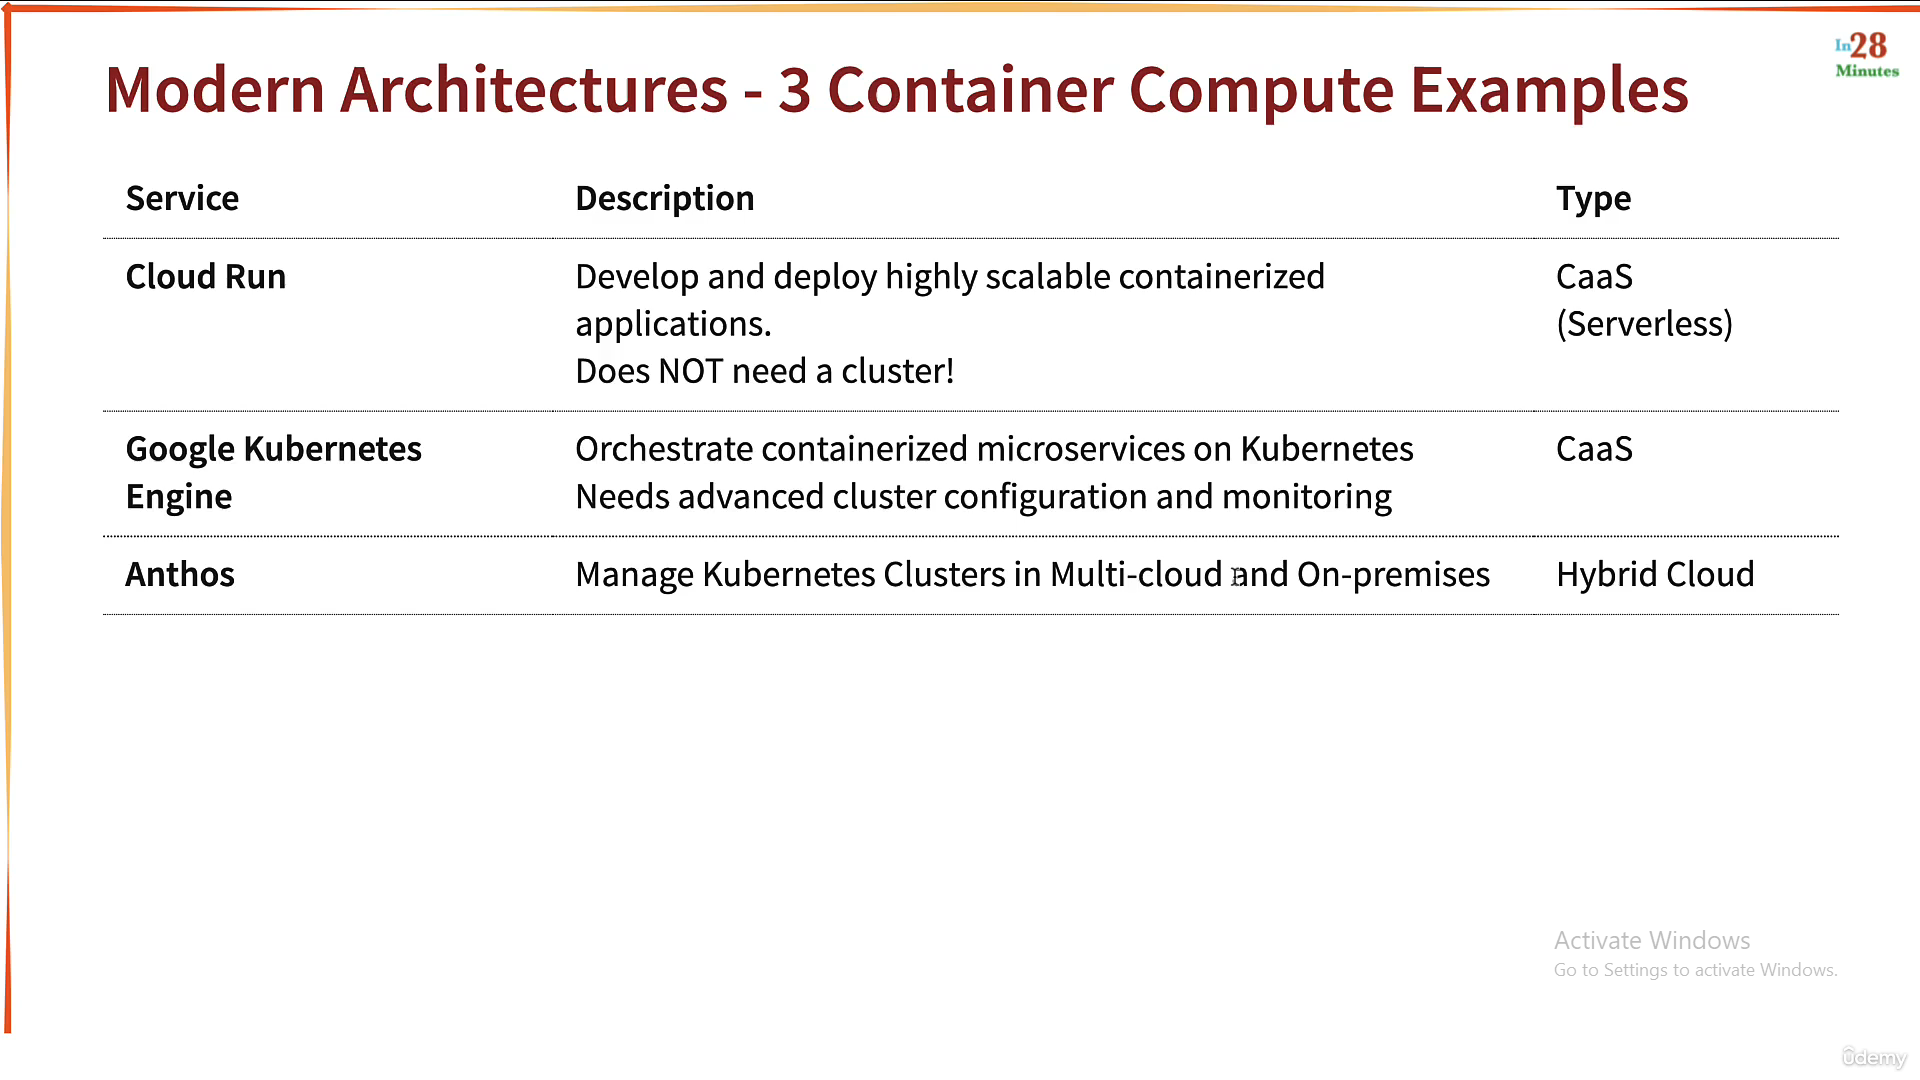 In28
Minutes
Modern Architectures - 3 Container Compute Examples
Service Description Type
Cloud Run Develop and deploy highly scalable containerized CaaS
applications. (Serverless)
Does NOT need a cluster!
Google Kubernetes Orchestrate containerized microservices on Kubernetes CaaS
Engine Needs advanced cluster configuration and monitoring
Anthos Manage Kubernetes Clusters in Multi-cloud and On-premises Hybrid Cloud
Activate Windows
Go to Settings to activate Windows.
ûdemy